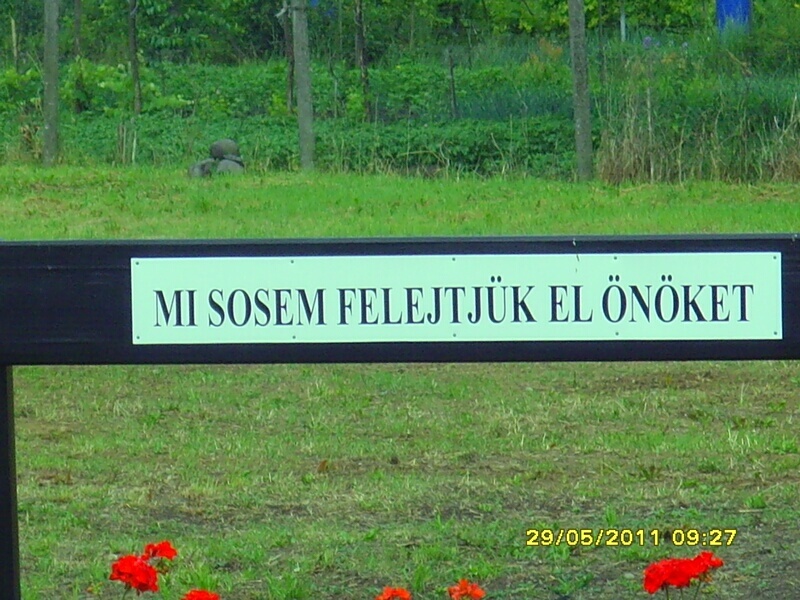 MI SOSEM FELEJTJÜK EL ÖNÖKET
29/05/2011 09:27